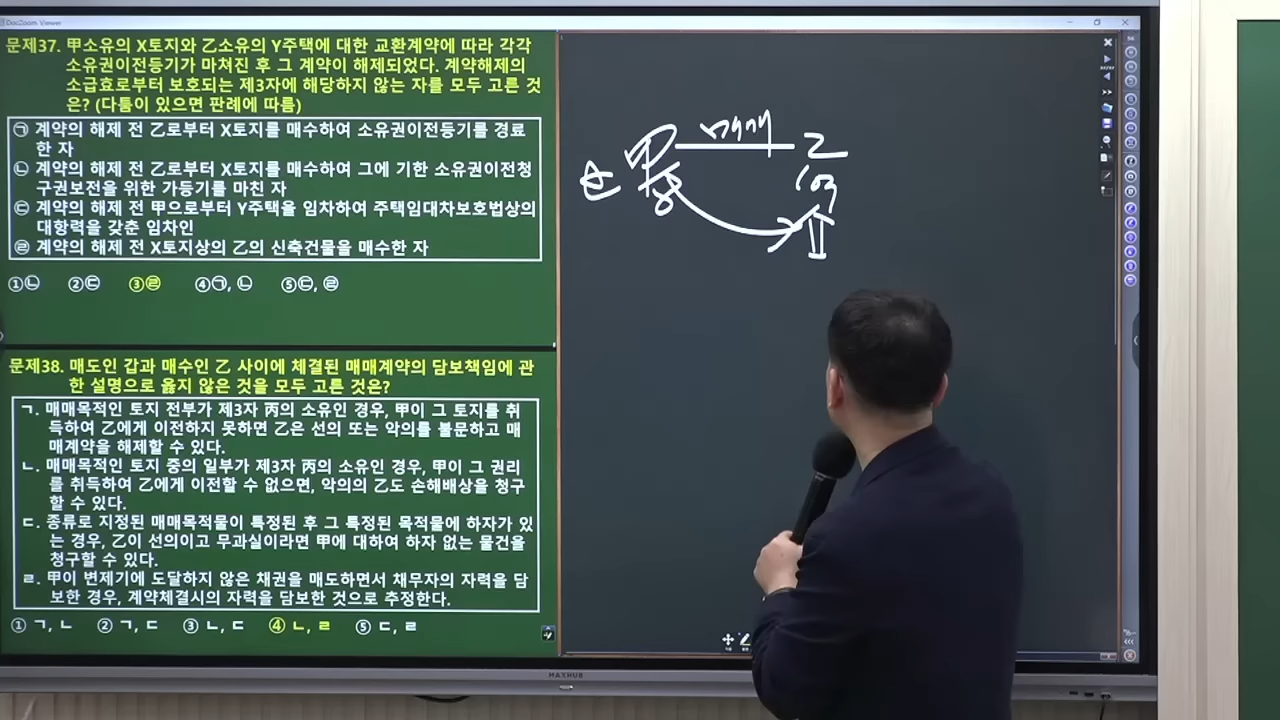 DocZoom Viewer
문제37. 甲소유의 X토지와 乙소유의 Y주택에 대한 교환계약에 따라 각각
소유권이전등기가 마쳐진 후 그 계약이 해제되었다. 계약해제의
소급효로부터 보호되는 제3자에 해당하지 않는 자를 모두 고른 것
은? (다툼이 있으면 판례에 따름)
㉠ 계약의 해제 전 乙로부터 X토지를 매수하여 소유권이전등기를 경료
한 자
㉡ 계약의 해제 전 乙로부터 X토지를 매수하여 그에 기한 소유권이전청
구권보전을 위한 가등기를 마친 자
㉢ 계약의 해제 전 甲으로부터 Y주택을 임차하여 주택임대차보호법상의
대항력을 갖춘 임차인
㉣ 계약의 해제 전 X토지상의 乙의 신축건물을 매수한 자
①㉡ ②㉢ ③㉣ ④㉠, ㉡ ⑤㉢, ㉣
문제38. 매도인 갑과 매수인 乙 사이에 체결된 매매계약의 담보책임에 관
한 설명으로 옳지 않은 것을 모두 고른 것은?
ㄱ. 매매목적인 토지 전부가 제3자 丙의 소유인 경우, 甲이 그 토지를 취
득하여 乙에게 이전하지 못하면 乙은 선의 또는 악의를 불문하고 매
매계약을 해제할 수 있다.
ㄴ. 매매목적인 토지 중의 일부가 제3자 丙의 소유인 경우, 甲이 그 권리
를 취득하여 乙에게 이전할 수 없으면, 악의의 乙도 손해배상을 청구
할 수 있다.
ㄷ. 종류로 지정된 매매목적물이 특정된 후 그 특정된 목적물에 하자가 있
는 경우, 乙이 선의이고 무과실이라면 甲에 대하여 하자 없는 물건을
청구할 수 있다.
ㄹ. 甲이 변제기에 도달하지 않은 채권을 매도하면서 채무자의 자력을 담
보한 경우, 계약체결시의 자력을 담보한 것으로 추정한다.
① ㄱ, ㄴ ② ㄱ, ㄷ ③ ㄴ, ㄷ ④ ㄴ, ㄹ ⑤ ㄷ, ㄹ
甲 매매 乙
MAXHUB